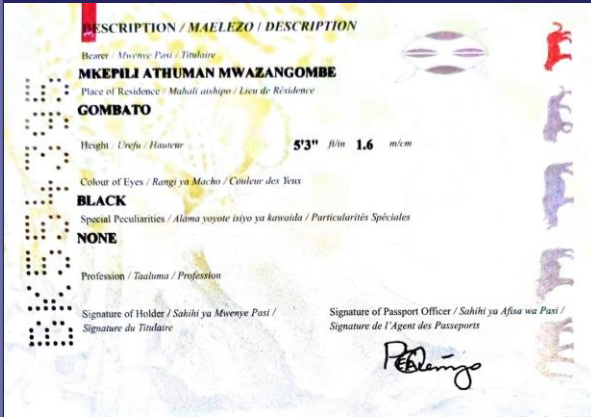 DESCRIPTION / MAELEZO / DESCRIPTION
Bearer / Mwenye Pasi / Titulaire
MKEPILI ATHUMAN MWAZANGOMBE
Place of Residence / Mahali aishipo / Lieu de Résidence
GOMBATO
Height / Urefu / Hauteur 5'3" ft/in 1.6 m/cm
Colour of Eyes / Rangi ya Macho / Couleur des Yeux
BLACK
Special Peculiarities / Alama yoyote isiyo ya kawaida / Particularités Spéciales
NONE
Profession / Taaluma / Profession
Signature of Holder / Sahihi ya Mwenye Pasi /
Signature du Titulaire
Signature of Passport Officer / Sahihi ya Afisa wa Pasi /
Signature de l'Agent des Passeports